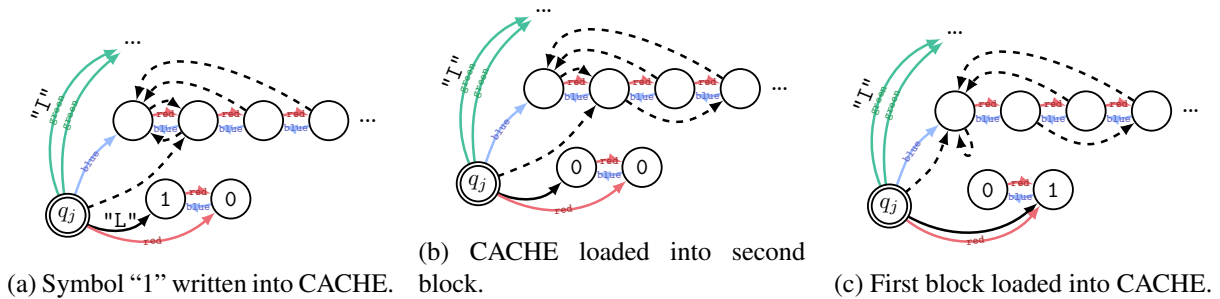 ...
"I"
green
green
blue
red
blue
red
blue
red
blue
...
1
red
blue
0
q_j
"L"
red
(a) Symbol “1” written into CACHE.
...
"I"
green
green
blue
red
blue
red
blue
red
blue
...
0
red
blue
0
q_j
red
(b) CACHE loaded into second
block.
...
"I"
green
green
blue
red
blue
red
blue
red
blue
...
0
red
blue
1
q_j
red
(c) First block loaded into CACHE.